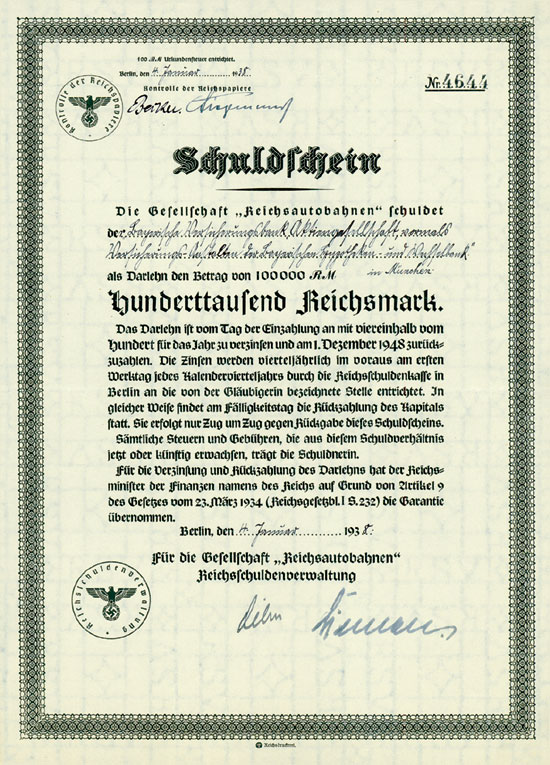 100 RM Urkundensteuer entrichtet.
Berlin, den 4. Januar 1938
Kontrolle der Reichspapiere
Kontrolle der Reichspapiere
Nr. 4644
Schuldschein
Die Gesellschaft „Reichsautobahnen“ schuldet
der Bayerische Versicherungsbank Aktiengesellschaft, vormals
Versicherungs-Anstalten der Bayerischen Hypotheken- und Wechselbank
in München
als Darlehn den Betrag von 100000 RM
Hunderttausend Reichsmark.
Das Darlehn ist vom Tag der Einzahlung an mit viereinhalb vom
Hundert für das Jahr zu verzinsen und am 1. Dezember 1948 zurück-
zuzahlen. Die Zinsen werden vierteljährlich im voraus am ersten
Werktag jedes Kalendervierteljahrs durch die Reichsschuldenkasse in
Berlin an die von der Gläubigerin bezeichnete Stelle entrichtet. In
gleicher Weise findet am Fälligkeitstag die Rückzahlung des Kapitals
statt. Sie erfolgt nur Zug um Zug gegen Rückgabe dieses Schuldscheins.
Sämtliche Steuern und Gebühren, die aus diesem Schuldverhältnis
jetzt oder künftig erwachsen, trägt die Schuldnerin.
Für die Verzinsung und Rückzahlung des Darlehns hat der Reichs-
minister der Finanzen namens des Reichs auf Grund von Artikel 9
des Gesetzes vom 23. März 1934 (Reichsgesetzbl. I S. 232) die Garantie
übernommen.
Berlin, den 4. Januar 1938.
Für die Gesellschaft „Reichsautobahnen“
Reichsschuldenverwaltung
Reichsschuldenverwaltung
Reichsdruckerei.